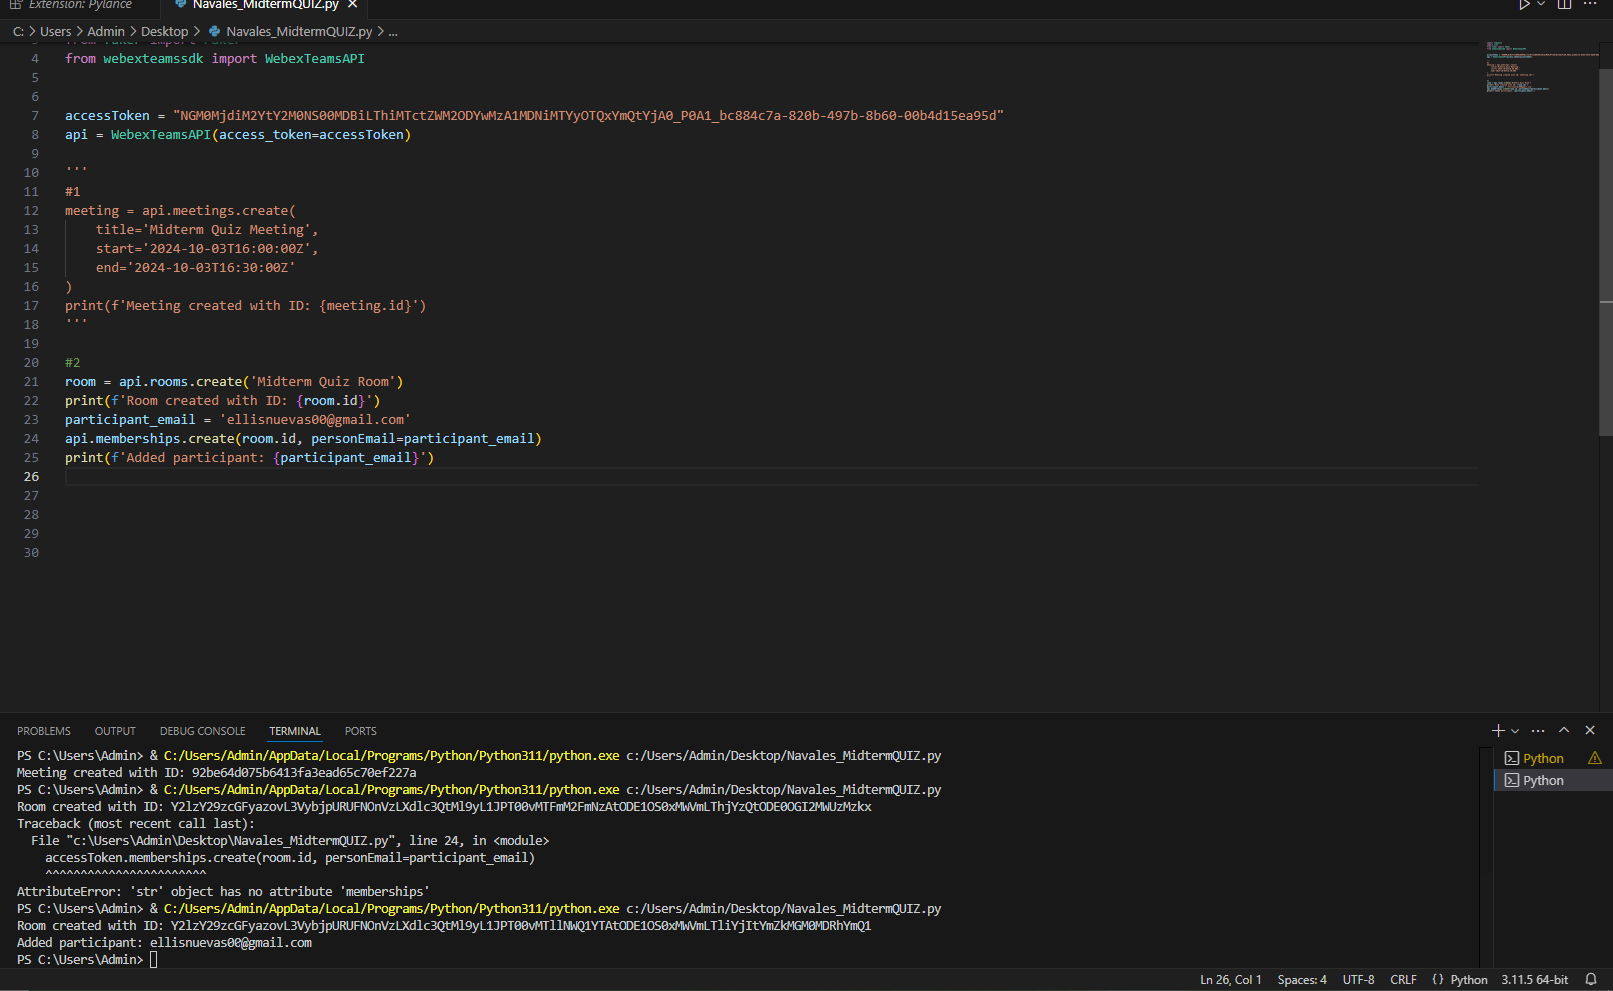 Extension: Pylance
Navales_MidtermQUIZ.py
C: > Users > Admin > Desktop > Navales_MidtermQUIZ.py > ...
4 from webexteamssdk import WebexTeamsAPI
5
6
7 accessToken = "NGM0MjdiM2YtY2M0NS00MDBiLThiMTctZWM2ODYwMzA1MDNiMTYyOTQxYmQtYjA0_P0A1_bc884c7a-820b-497b-8b60-00b4d15ea95d"
8 api = WebexTeamsAPI(access_token=accessToken)
9
10 '''
11 #1
12 meeting = api.meetings.create(
13 title='Midterm Quiz Meeting',
14 start='2024-10-03T16:00:00Z',
15 end='2024-10-03T16:30:00Z'
16 )
17 print(f'Meeting created with ID: {meeting.id}')
18 '''
19
20 #2
21 room = api.rooms.create('Midterm Quiz Room')
22 print(f'Room created with ID: {room.id}')
23 participant_email = 'ellisnuevas00@gmail.com'
24 api.memberships.create(room.id, personEmail=participant_email)
25 print(f'Added participant: {participant_email}')
26
27
28
29
30
PROBLEMS OUTPUT DEBUG CONSOLE TERMINAL PORTS
PS C:\Users\Admin> & C:/Users/Admin/AppData/Local/Programs/Python/Python311/python.exe c:/Users/Admin/Desktop/Navales_MidtermQUIZ.py
Meeting created with ID: 92be64d075b6413fa3ead65c70ef227a
PS C:\Users\Admin> & C:/Users/Admin/AppData/Local/Programs/Python/Python311/python.exe c:/Users/Admin/Desktop/Navales_MidtermQUIZ.py
Room created with ID: Y2lzY29zcGFyazovL3VybjpURUFNOnVzLXdlc3QtMl9yL1JPT00vMTFmM2FmNzAtODE1OS0xMWVmLThjYzQtODE0OGI2MWUzMzkx
Traceback (most recent call last):
File "c:\Users\Admin\Desktop\Navales_MidtermQUIZ.py", line 24, in <module>
accessToken.memberships.create(room.id, personEmail=participant_email)
^^^^^^^^^^^^^^^^^^^^^^^
AttributeError: 'str' object has no attribute 'memberships'
PS C:\Users\Admin> & C:/Users/Admin/AppData/Local/Programs/Python/Python311/python.exe c:/Users/Admin/Desktop/Navales_MidtermQUIZ.py
Room created with ID: Y2lzY29zcGFyazovL3VybjpURUFNOnVzLXdlc3QtMl9yL1JPT00vMTllNWQ1YTAtODE1OS0xMWVmLTliYjItYmZkMGM0MDRhYmQ1
Added participant: ellisnuevas00@gmail.com
PS C:\Users\Admin>
Python
Python
Ln 26, Col 1 Spaces: 4 UTF-8 CRLF {} Python 3.11.5 64-bit